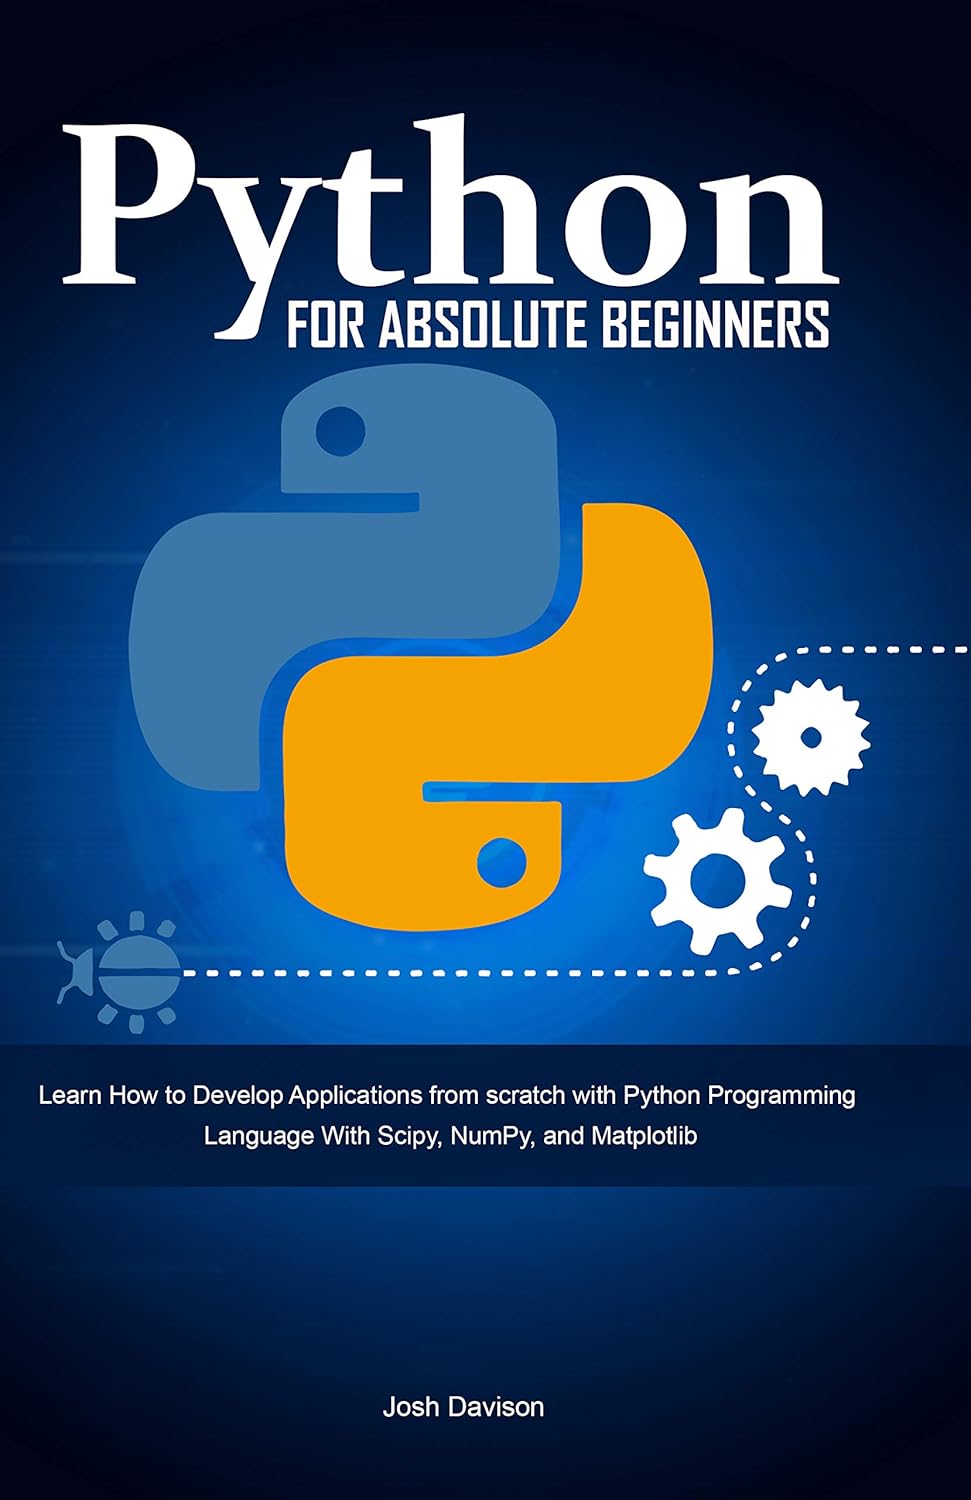 Python
FOR ABSOLUTE BEGINNERS
Learn How to Develop Applications from scratch with Python Programming
Language With Scipy, NumPy, and Matplotlib
Josh Davison